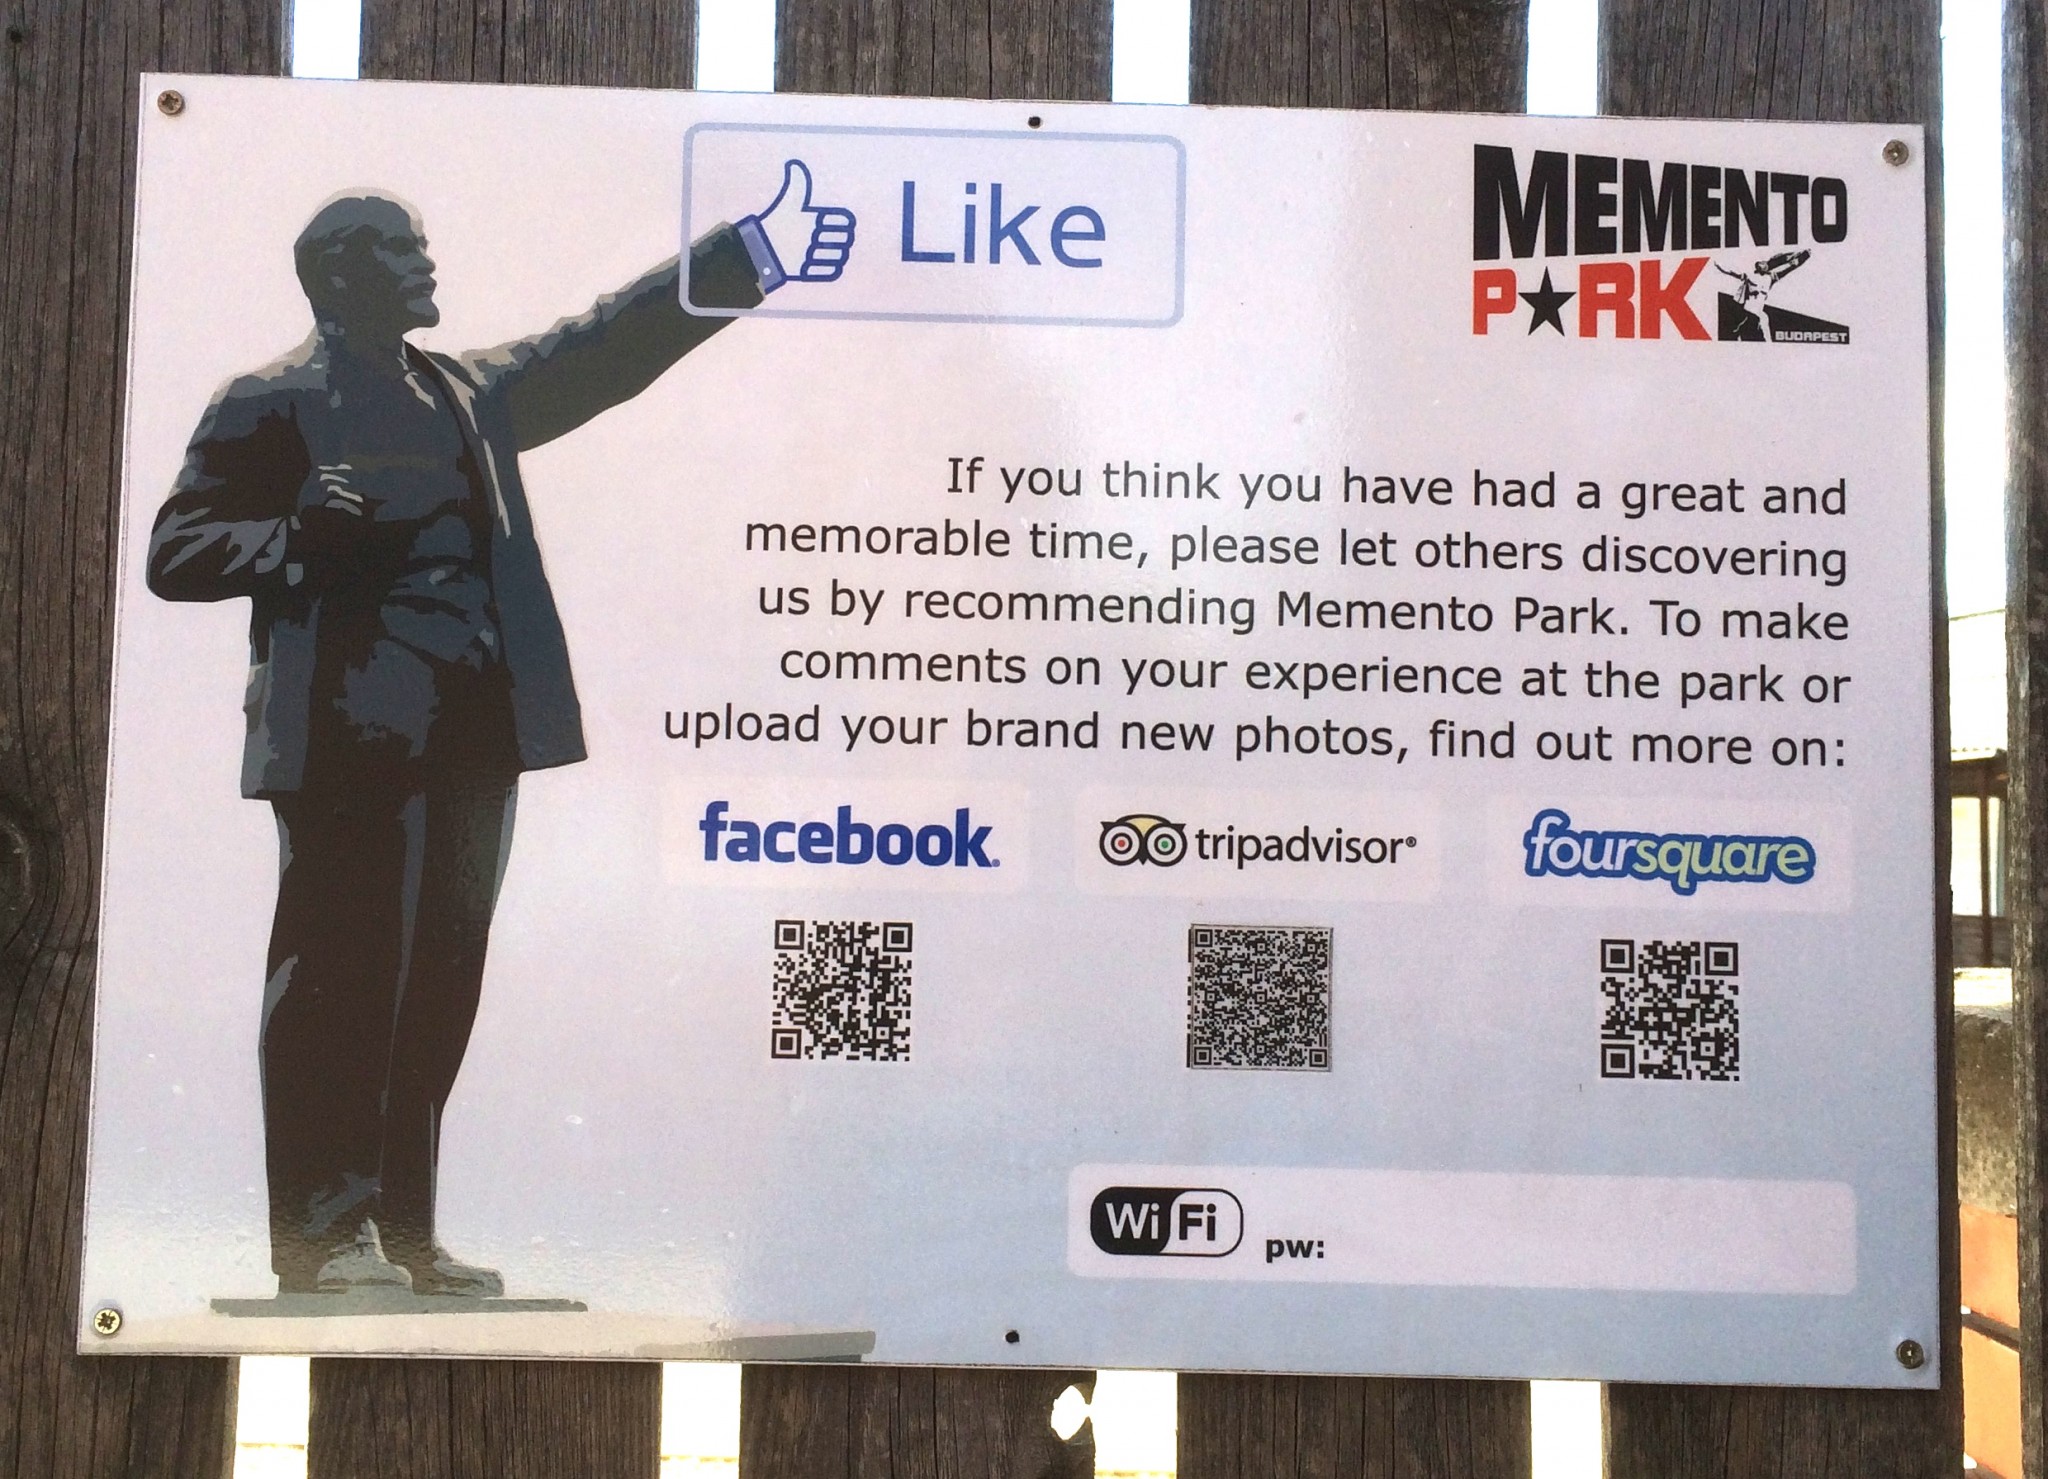 Like
MEMENTO
P★RK
BUDAPEST
If you think you have had a great and
memorable time, please let others discovering
us by recommending Memento Park. To make
comments on your experience at the park or
upload your brand new photos, find out more on:
facebook.
tripadvisor®
foursquare
WiFi pw: